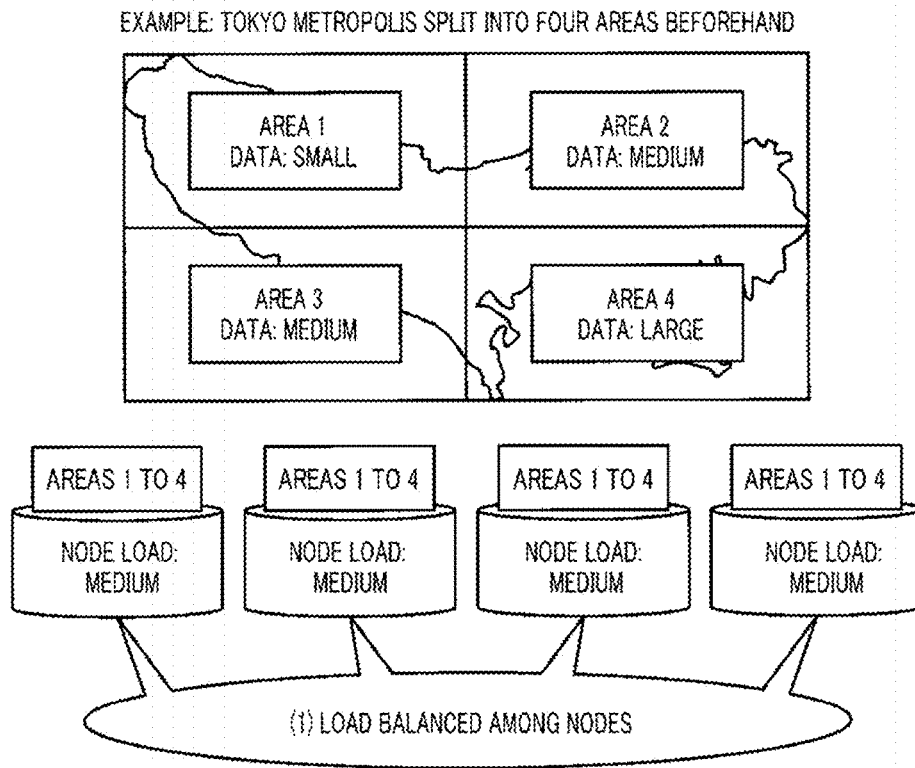 EXAMPLE: TOKYO METROPOLIS SPLIT INTO FOUR AREAS BEFOREHAND
AREA 1
DATA: SMALL
AREA 2
DATA: MEDIUM
AREA 3
DATA: MEDIUM
AREA 4
DATA: LARGE
AREAS 1 TO 4
NODE LOAD:
MEDIUM
AREAS 1 TO 4
NODE LOAD:
MEDIUM
AREAS 1 TO 4
NODE LOAD:
MEDIUM
AREAS 1 TO 4
NODE LOAD:
MEDIUM
(1) LOAD BALANCED AMONG NODES